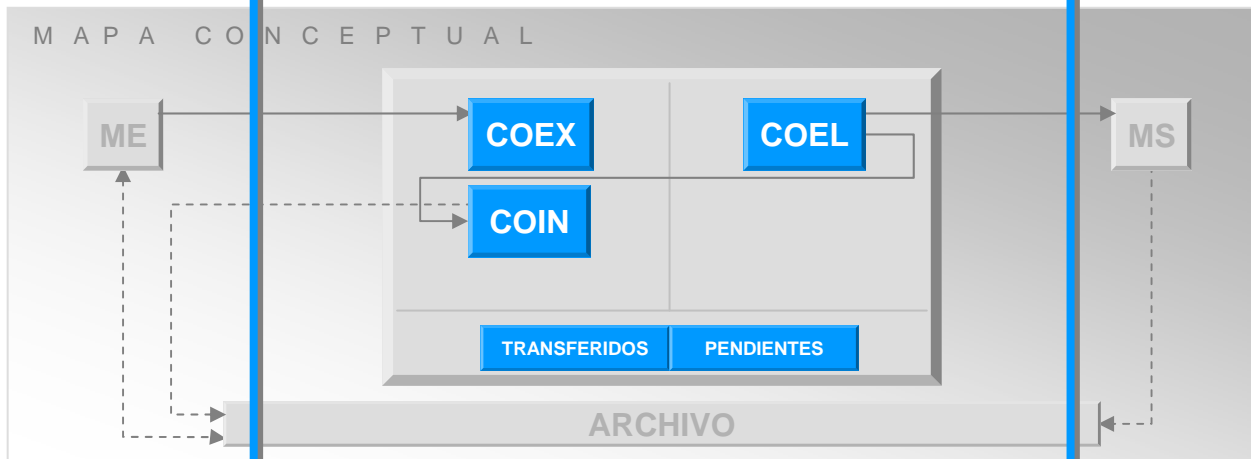 MAPA CONCEPTUAL
ME
COEX
COEL
MS
COIN
TRANSFERIDOS
PENDIENTES
ARCHIVO